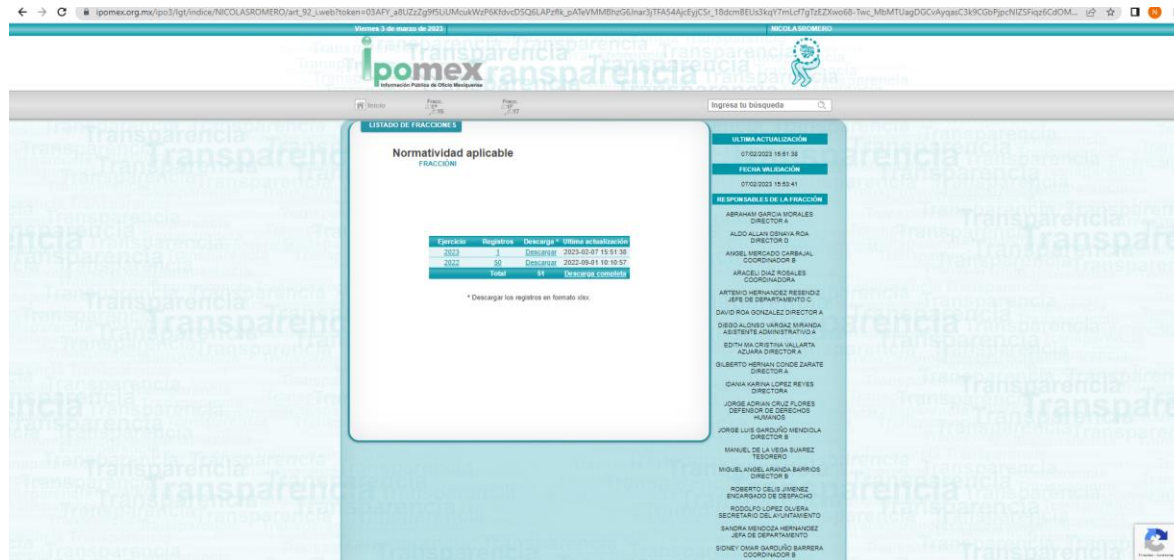 ipomex.org.mx/ipo3/lgt/indice/NICOLASROMERO/art_92_i.web?token=
Viernes 3 de marzo de 2023
NICOLASROMERO
ipomex
Información Pública de Oficio Mexiquense
Transparencia
Inicio
Ingresa tu búsqueda
LISTADO DE FRACCIONES
Normatividad aplicable
FRACCIÓN I
Ejercicio Registros Descarga * Ultima actualización
2023 1 Descargar 2023-02-07 15:51:38
2022 50 Descargar 2022-09-01 10:10:57
Total 51 Descarga completa
* Descargar los registros en formato xlsx.
ULTIMA ACTUALIZACIÓN
07/02/2023 15:51:38
FECHA VALIDACIÓN
07/02/2023 15:53:41
RESPONSABLES DE LA FRACCIÓN
ABRAHAM GARCIA MORALES
DIRECTOR A
ALDO ALLAN OSNAYA ROA
DIRECTOR D
ANGEL MERCADO CARBAJAL
COORDINADOR B
ARACELI DIAZ ROSALES
COORDINADORA
ARTEMIO HERNANDEZ RESENDIZ
JEFE DE DEPARTAMENTO C
DAVID ROA GONZALEZ DIRECTOR A
DIEGO ALONSO VARGAZ MIRANDA
ASISTENTE ADMINISTRATIVO A
EDITH MA CRISTINA VALLARTA
AZUARA DIRECTOR A
GILBERTO HERNAN CONDE ZARATE
DIRECTOR A
IDANIA KARINA LOPEZ REYES
DIRECTORA
JORGE ADRIAN CRUZ FLORES
DEFENSOR DE DERECHOS
HUMANOS
JORGE LUIS GARDUÑO MENDIOLA
DIRECTOR B
MANUEL DE LA VEGA SUAREZ
TESORERO
MIGUEL ANGEL ARANDA BARRIOS
DIRECTOR B
ROBERTO CELIS JIMENEZ
ENCARGADO DE DESPACHO
RODOLFO LOPEZ OLVERA
SECRETARIO DEL AYUNTAMIENTO
SANDRA MENDOZA HERNANDEZ
JEFA DE DEPARTAMENTO
SIDNEY OMAR GARDUÑO BARRERA
COORDINADOR B